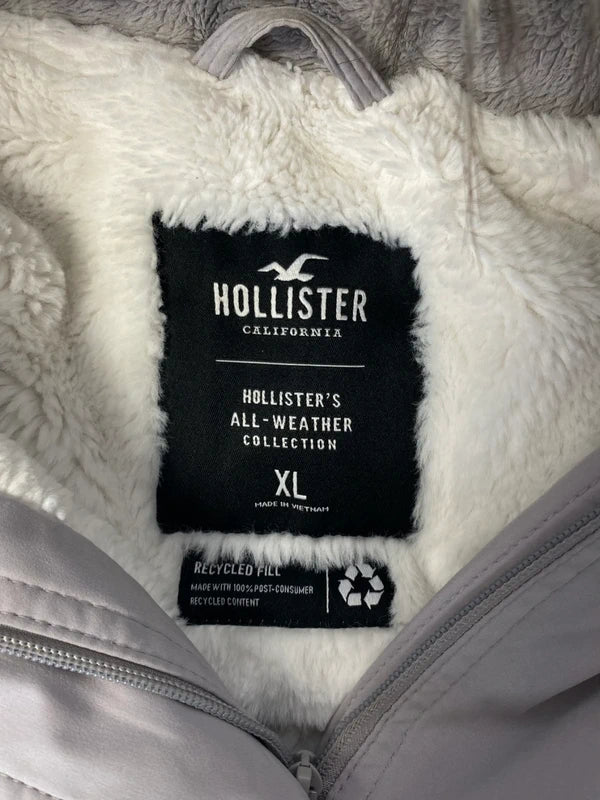 HOLLISTER
CALIFORNIA
HOLLISTER'S
ALL-WEATHER
COLLECTION
XL
MADE IN VIETNAM
RECYCLED FILL
MADE WITH 100% POST-CONSUMER
RECYCLED CONTENT